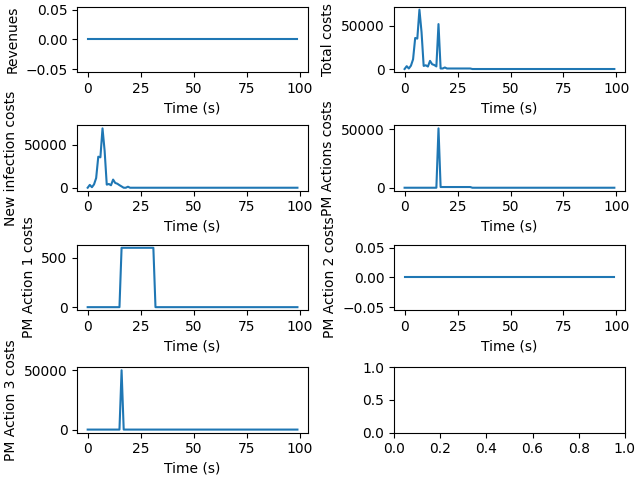 Revenues
0.05
0.00
−0.05
0 25 50 75 100
Time (s)
Total costs
50000
0
0 25 50 75 100
Time (s)
New infection costs
50000
0
0 25 50 75 100
Time (s)
PM Actions costs
50000
0
0 25 50 75 100
Time (s)
PM Action 1 costs
500
0
0 25 50 75 100
Time (s)
PM Action 2 costs
0.05
0.00
−0.05
0 25 50 75 100
Time (s)
PM Action 3 costs
50000
0
0 25 50 75 100
Time (s)
1.0
0.5
0.0
0.0 0.2 0.4 0.6 0.8 1.0